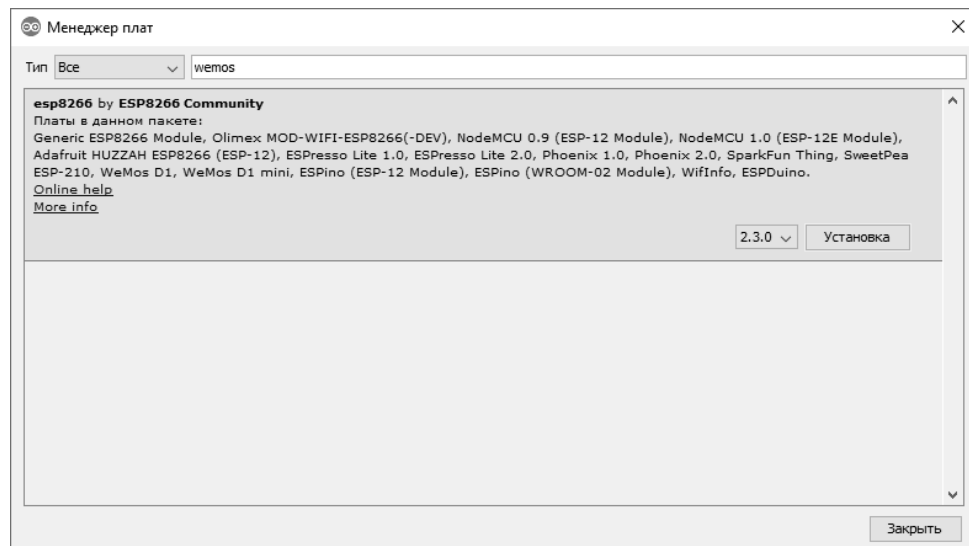 Менеджер плат
Тип Все wemos
esp8266 by ESP8266 Community
Платы в данном пакете:
Generic ESP8266 Module, Olimex MOD-WIFI-ESP8266(-DEV), NodeMCU 0.9 (ESP-12 Module), NodeMCU 1.0 (ESP-12E Module),
Adafruit HUZZAH ESP8266 (ESP-12), ESPresso Lite 1.0, ESPresso Lite 2.0, Phoenix 1.0, Phoenix 2.0, SparkFun Thing, SweetPea
ESP-210, WeMos D1, WeMos D1 mini, ESPino (ESP-12 Module), ESPino (WROOM-02 Module), WifInfo, ESPDuino.
Online help
More info
2.3.0 Установка
Закрыть